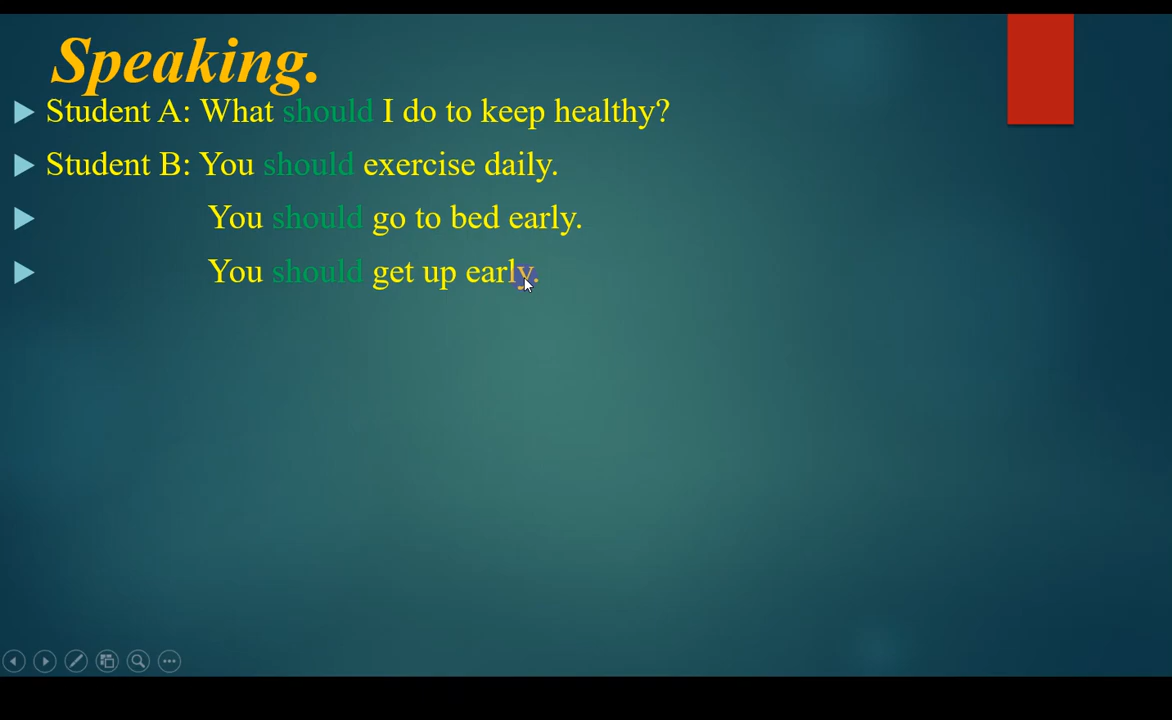 Speaking.
Student A: What should I do to keep healthy?
Student B: You should exercise daily.
You should go to bed early.
You should get up early.